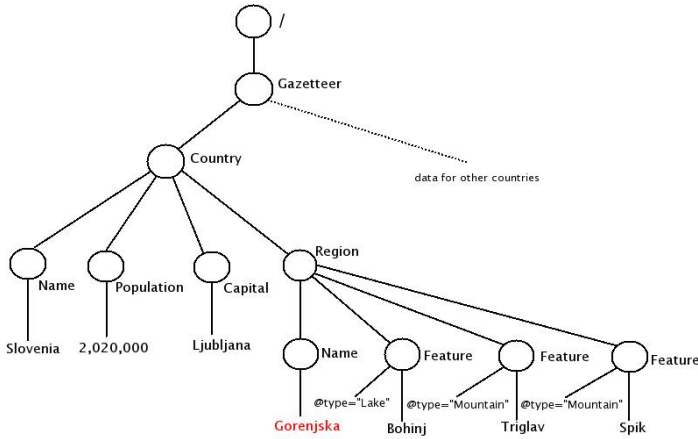 /
Gazetteer
Country
data for other countries
Region
Name
Population
Capital
Slovenia
2,020,000
Ljubljana
Name
Feature
Feature
Feature
@type="Lake"
@type="Mountain"
@type="Mountain"
Gorenjska
Bohinj
Triglav
Spik